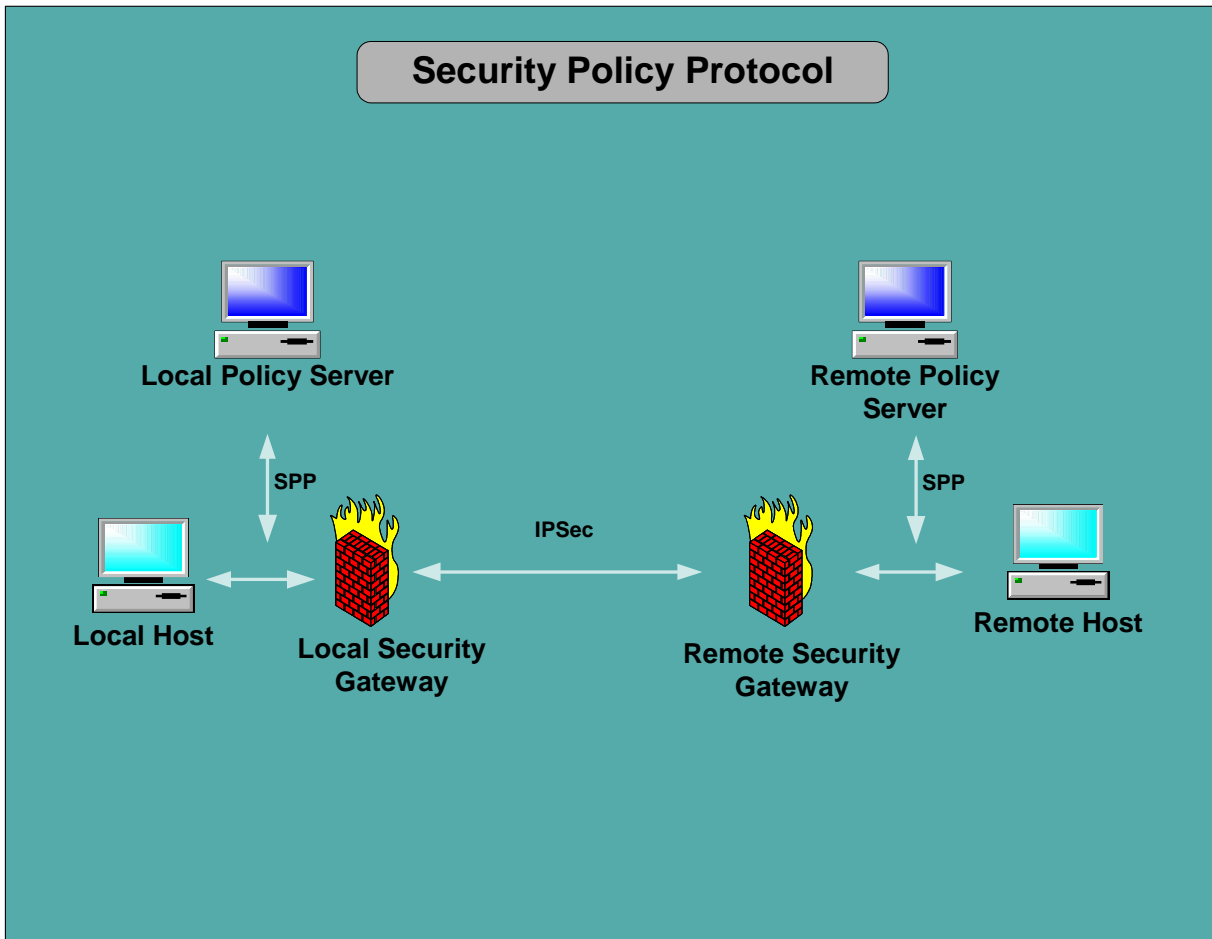 Security Policy Protocol
Local Policy Server
Remote Policy
Server
SPP
SPP
IPSec
Local Host
Local Security
Gateway
Remote Security
Gateway
Remote Host